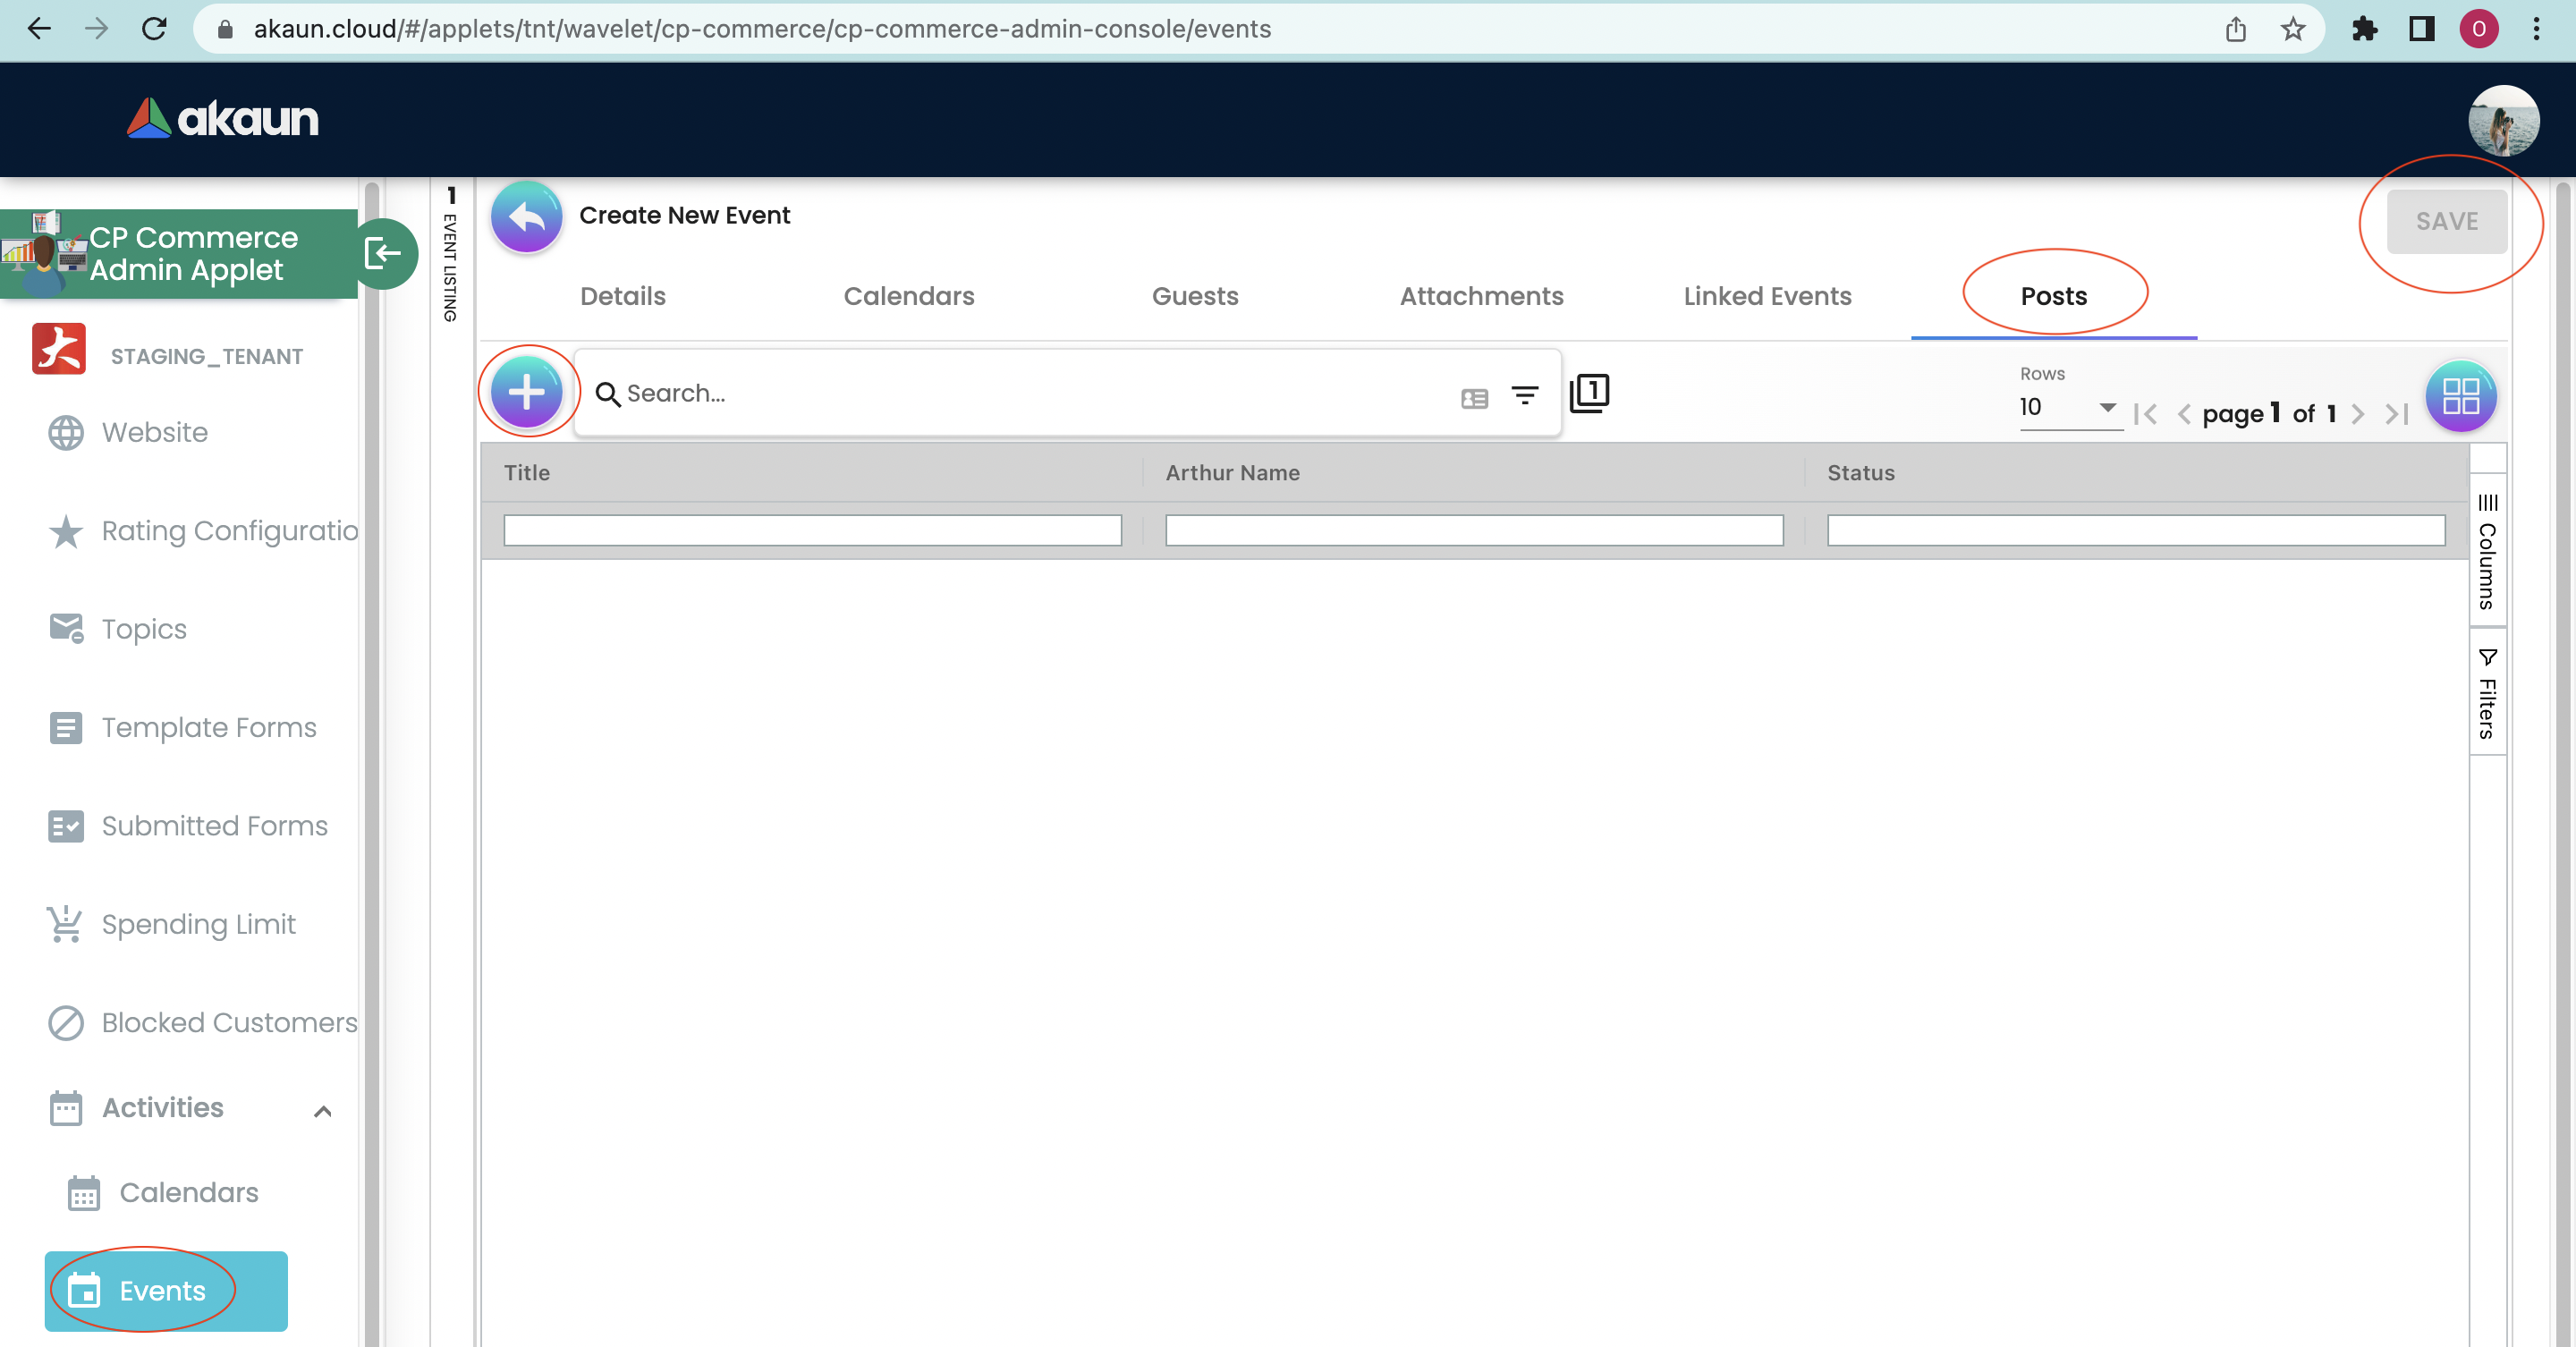 akaun.cloud/#/applets/tnt/wavelet/cp-commerce/cp-commerce-admin-console/events
O
akaun
CP Commerce
Admin Applet
STAGING_TENANT
Website
Rating Configuratio
Topics
Template Forms
Submitted Forms
Spending Limit
Blocked Customers
Activities
Calendars
Events
1
EVENT LISTING
Create New Event
SAVE
Details Calendars Guests Attachments Linked Events Posts
Search...
1
Rows
10
page 1 of 1
Title Arthur Name Status
Columns
Filters